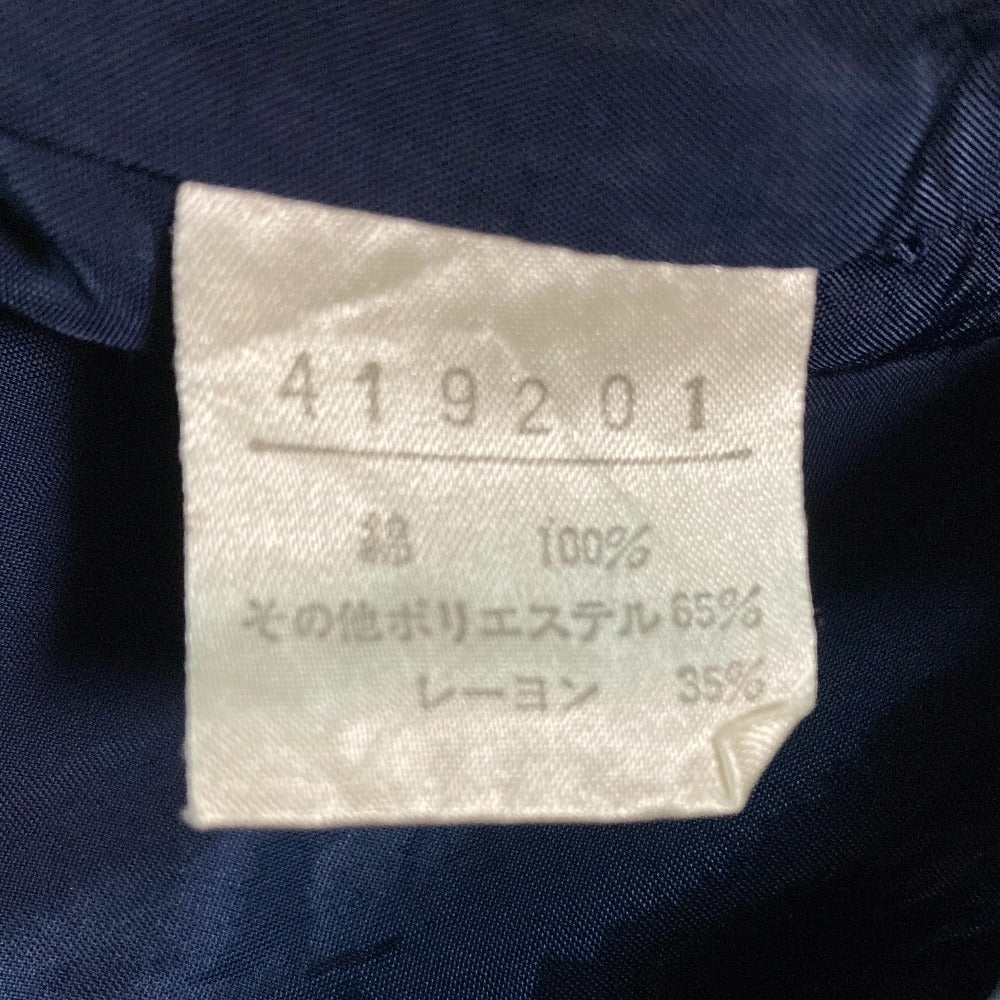 419201
綿 100%
その他ポリエステル 65%
レーヨン 35%